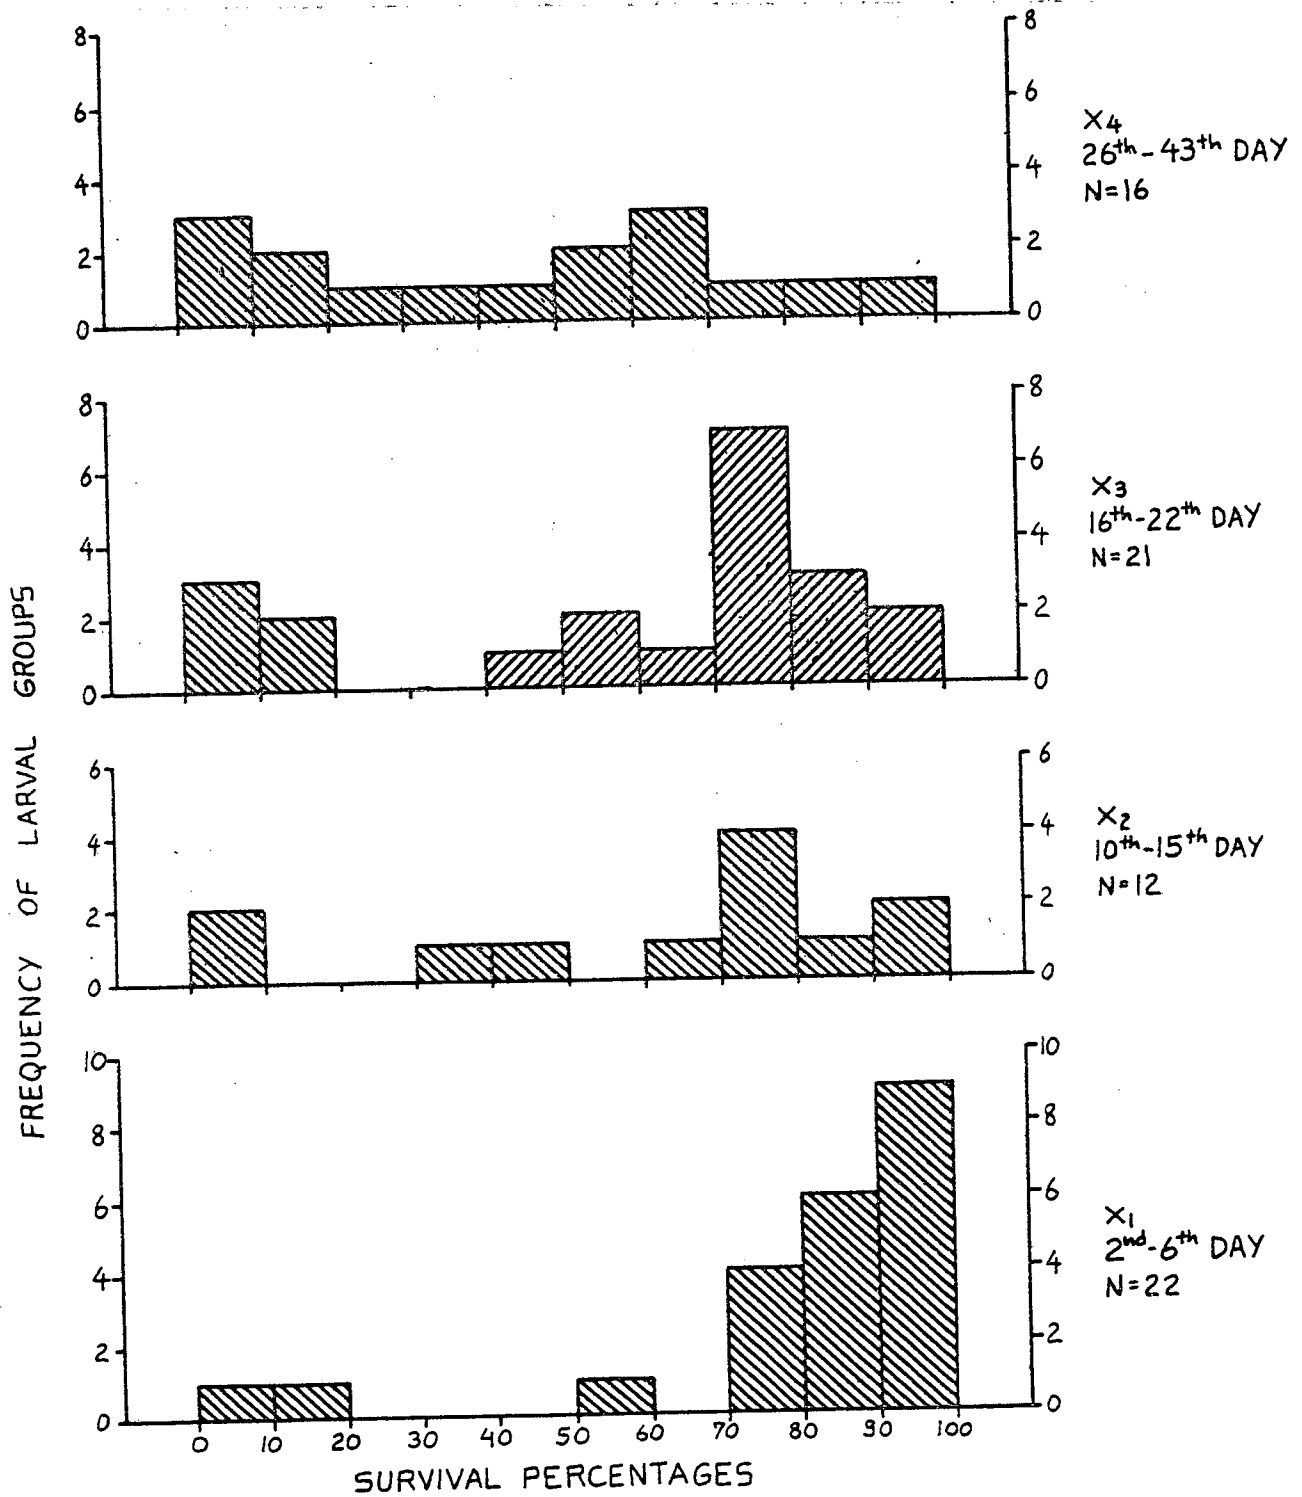 8
6
4
2
0
8
6
4
2
0
X4
26th-43th DAY
N=16
8
6
4
2
0
8
6
4
2
0
X3
16th-22th DAY
N=21
6
4
2
0
6
4
2
0
X2
10th-15th DAY
N=12
10
8
6
4
2
0
10
8
6
4
2
0
X1
2nd-6th DAY
N=22
FREQUENCY OF LARVAL GROUPS
0 10 20 30 40 50 60 70 80 90 100
SURVIVAL PERCENTAGES